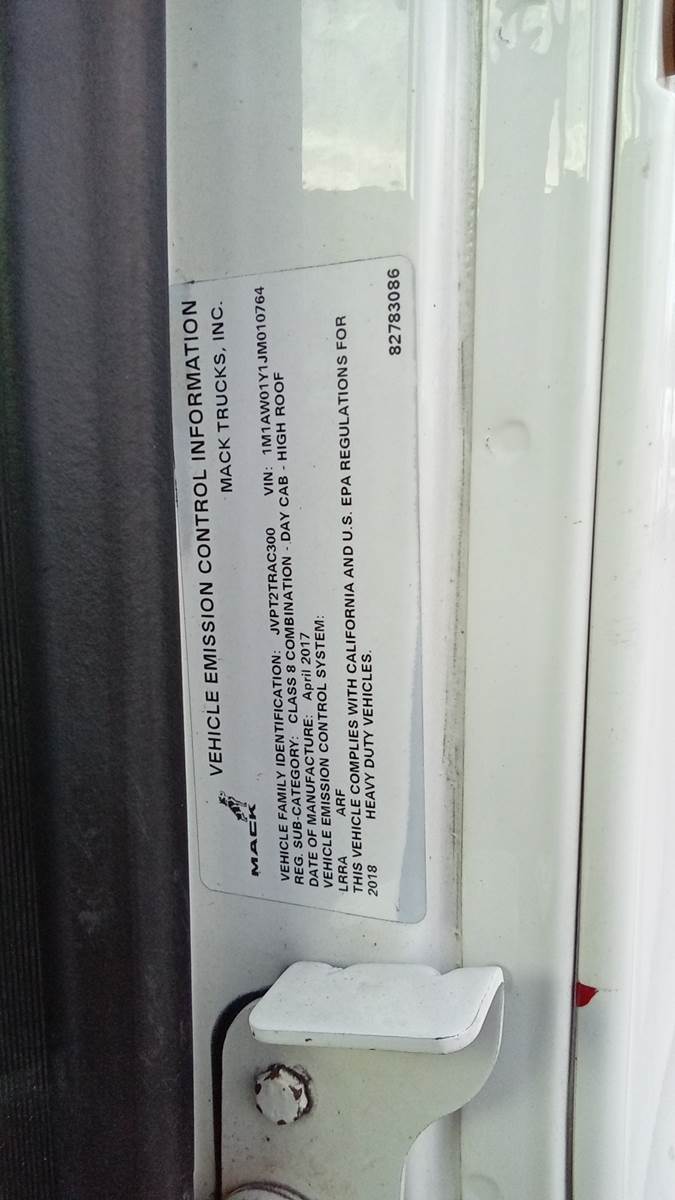 VEHICLE EMISSION CONTROL INFORMATION
MACK MACK TRUCKS, INC.
VEHICLE FAMILY IDENTIFICATION: JVPT2TRAC300 VIN: 1M1AW01Y1JM010764
REG. SUB-CATEGORY: CLASS 8 COMBINATION - DAY CAB - HIGH ROOF
DATE OF MANUFACTURE: April 2017
VEHICLE EMISSION CONTROL SYSTEM:
LRRA ARF
THIS VEHICLE COMPLIES WITH CALIFORNIA AND U.S. EPA REGULATIONS FOR
2018 HEAVY DUTY VEHICLES.
82783086